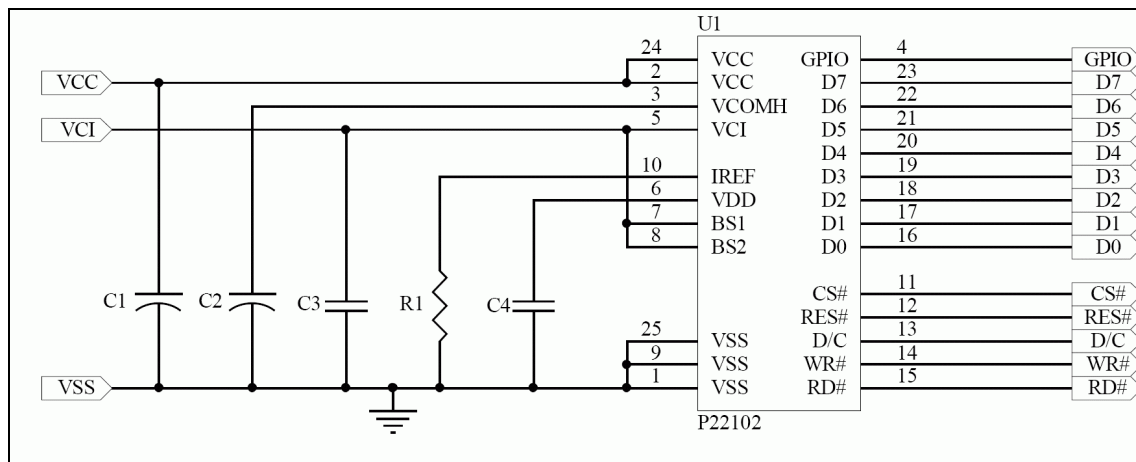 U1
24 VCC GPIO 4 GPIO
VCC 2 VCC D7 23 D7
3 VCOMH D6 22 D6
VCI 5 VCI D5 21 D5
D4 20 D4
10 IREF D3 19 D3
6 VDD D2 18 D2
7 BS1 D1 17 D1
8 BS2 D0 16 D0
C1 C2 C3 R1 C4 CS# 11 CS#
RES# 12 RES#
25 VSS D/C 13 D/C
9 VSS WR# 14 WR#
VSS 1 VSS RD# 15 RD#
P22102